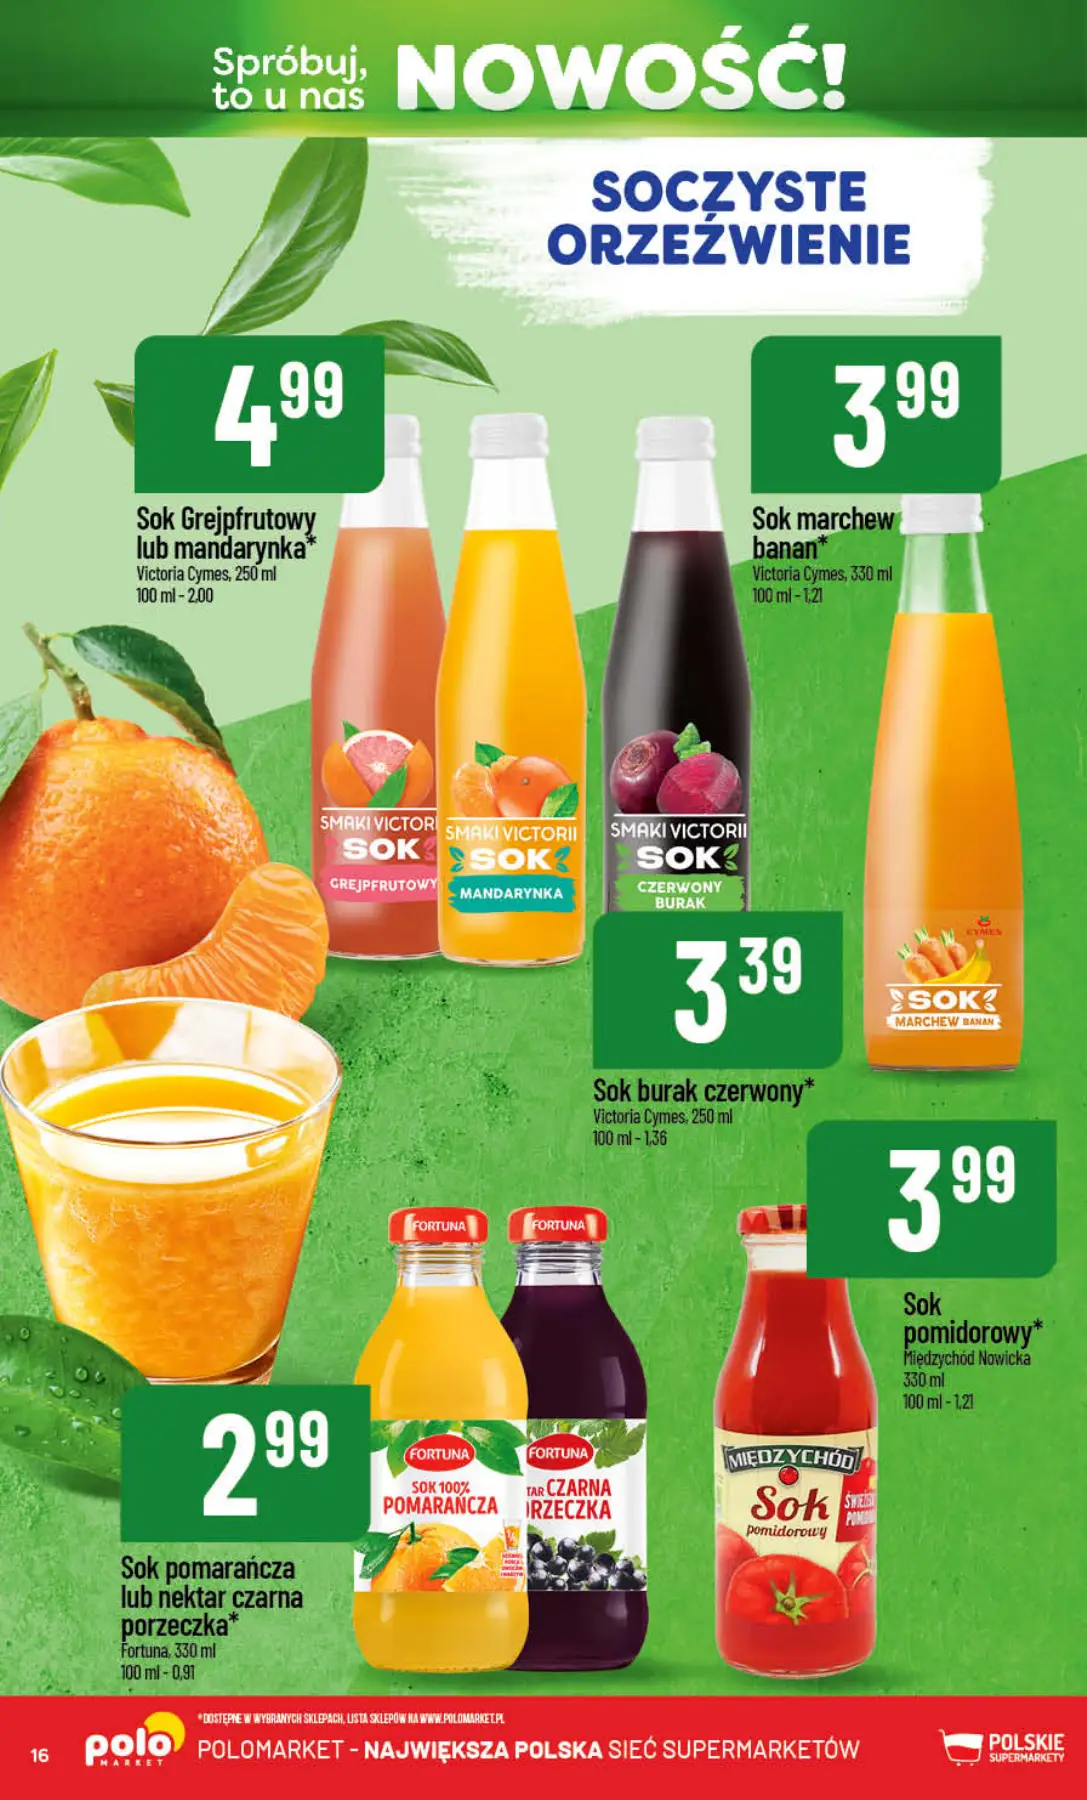 Spróbuj,
to u nas
NOWOŚĆ!
SOCZYSTE
ORZEŹWIENIE
4 99
Sok Grejpfrutowy
lub mandarynka*
Victoria Cymes, 250 ml
100 ml - 2,00
3 99
Sok marchew
banan*
Victoria Cymes, 330 ml
100 ml - 1,21
SMAKI VICTORI
SOK
GREJPFRUTOWY
SMAKI VICTORII
SOK
MANDARYNKA
SMAKI VICTORII
SOK
CZERWONY
BURAK
CYMES
SOK
MARCHEW BANAN
3 39
Sok burak czerwony*
Victoria Cymes, 250 ml
100 ml - 1,36
3 99
Sok
pomidorowy*
Międzychód Nowicka
330 ml
100 ml - 1,21
FORTUNA
FORTUNA
FORTUNA
SOK 100%
POMARAŃCZA
FORTUNA
TAR CZARNA
RZECZKA
MIĘDZYCHÓD
Sok
pomidorowy
2 99
Sok pomarańcza
lub nektar czarna
porzeczka*
Fortuna, 330 ml
100 ml - 0,91
*DOSTĘPNE W WYBRANYCH SKLEPACH, LISTA SKLEPÓW NA WWW.POLOMARKET.PL
16
polo
MARKET
POLOMARKET - NAJWIĘKSZA POLSKA SIEĆ SUPERMARKETÓW
POLSKIE
SUPERMARKETY